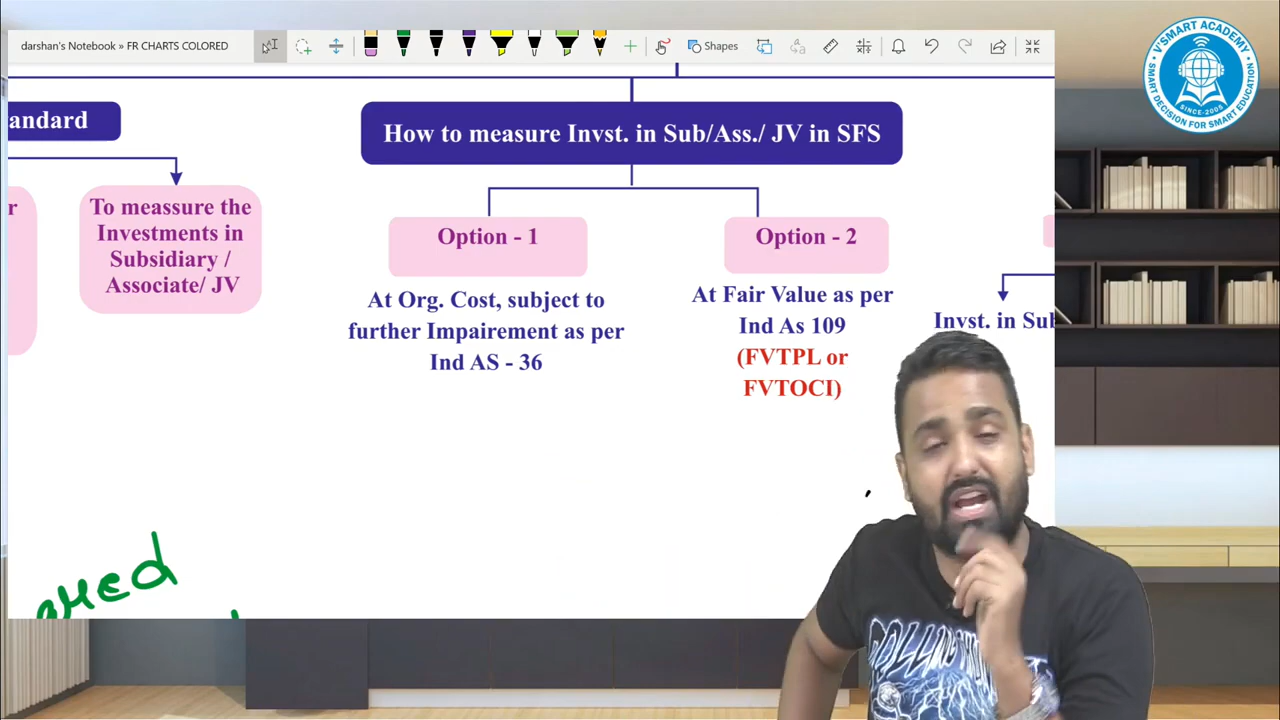 darshan's Notebook » FR CHARTS COLORED
Shapes
V'SMART ACADEMY
SMART DECISION FOR SMART EDUCATION
SINCE-2005
andard
How to measure Invst. in Sub/Ass./ JV in SFS
r
To meassure the
Investments in
Subsidiary /
Associate/ JV
Option - 1
At Org. Cost, subject to
further Impairement as per
Ind AS - 36
Option - 2
At Fair Value as per
Ind As 109
(FVTPL or
FVTOCI)
Invst. in Sub